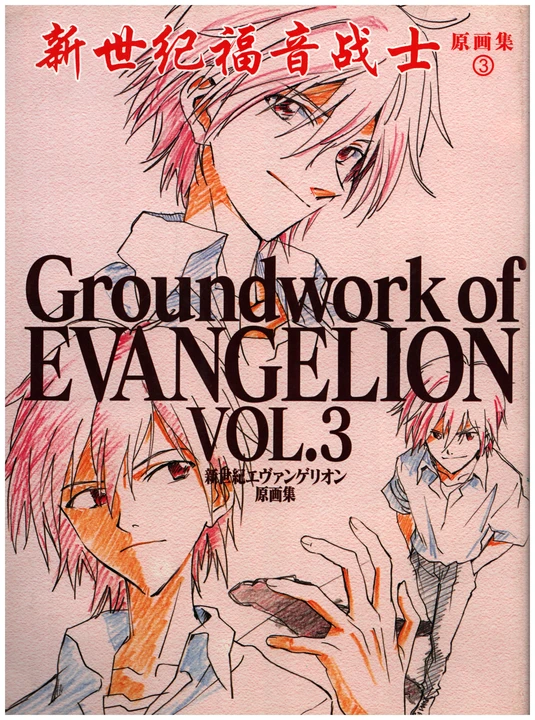 新世纪福音战士 原画集
③
Groundwork of
EVANGELION
VOL.3
新世紀エヴァンゲリオン
原画集